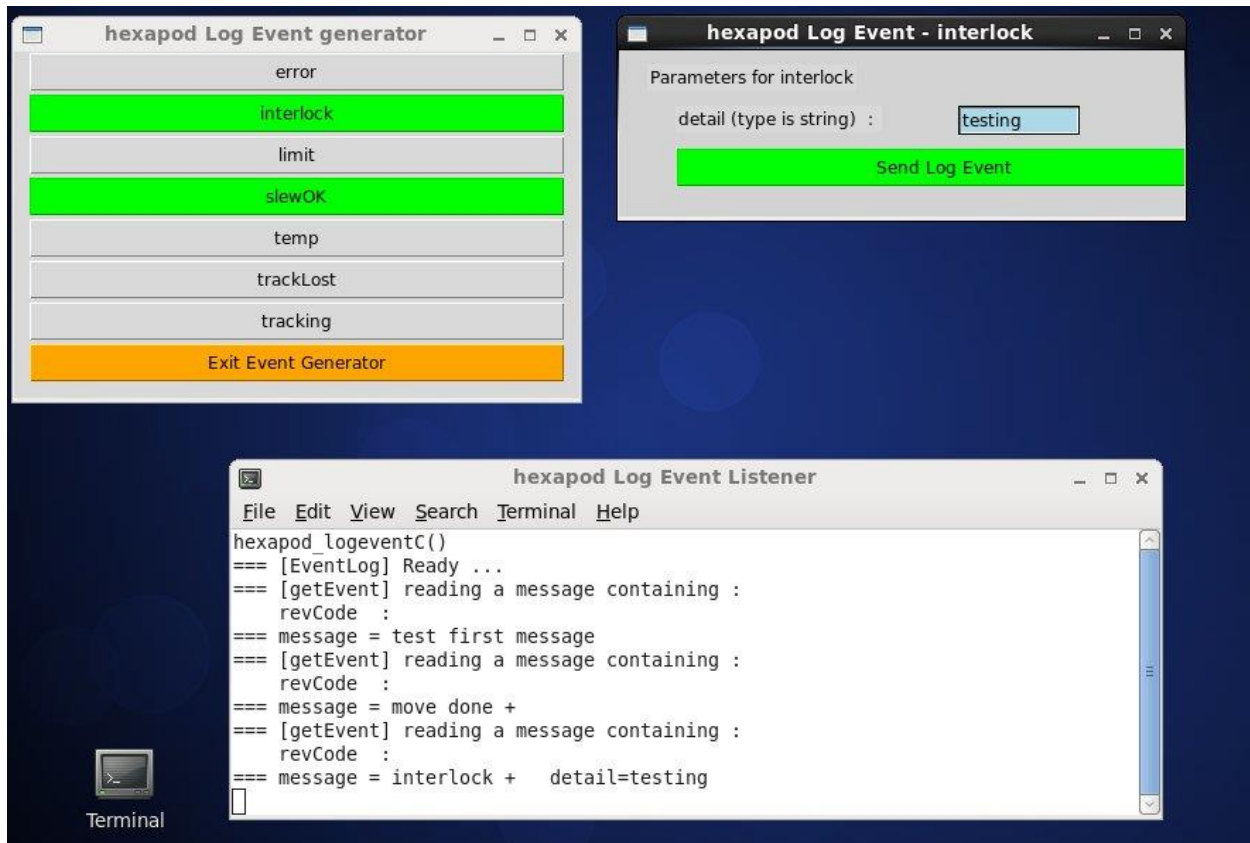 hexapod Log Event generator
error
interlock
limit
slewOK
temp
trackLost
tracking
Exit Event Generator
hexapod Log Event - interlock
Parameters for interlock
detail (type is string) : testing
Send Log Event
hexapod Log Event Listener
File Edit View Search Terminal Help
hexapod_logeventC()
=== [EventLog] Ready ...
=== [getEvent] reading a message containing :
    revCode  :
=== message = test first message
=== [getEvent] reading a message containing :
    revCode  :
=== message = move done +
=== [getEvent] reading a message containing :
    revCode  :
=== message = interlock +   detail=testing
Terminal